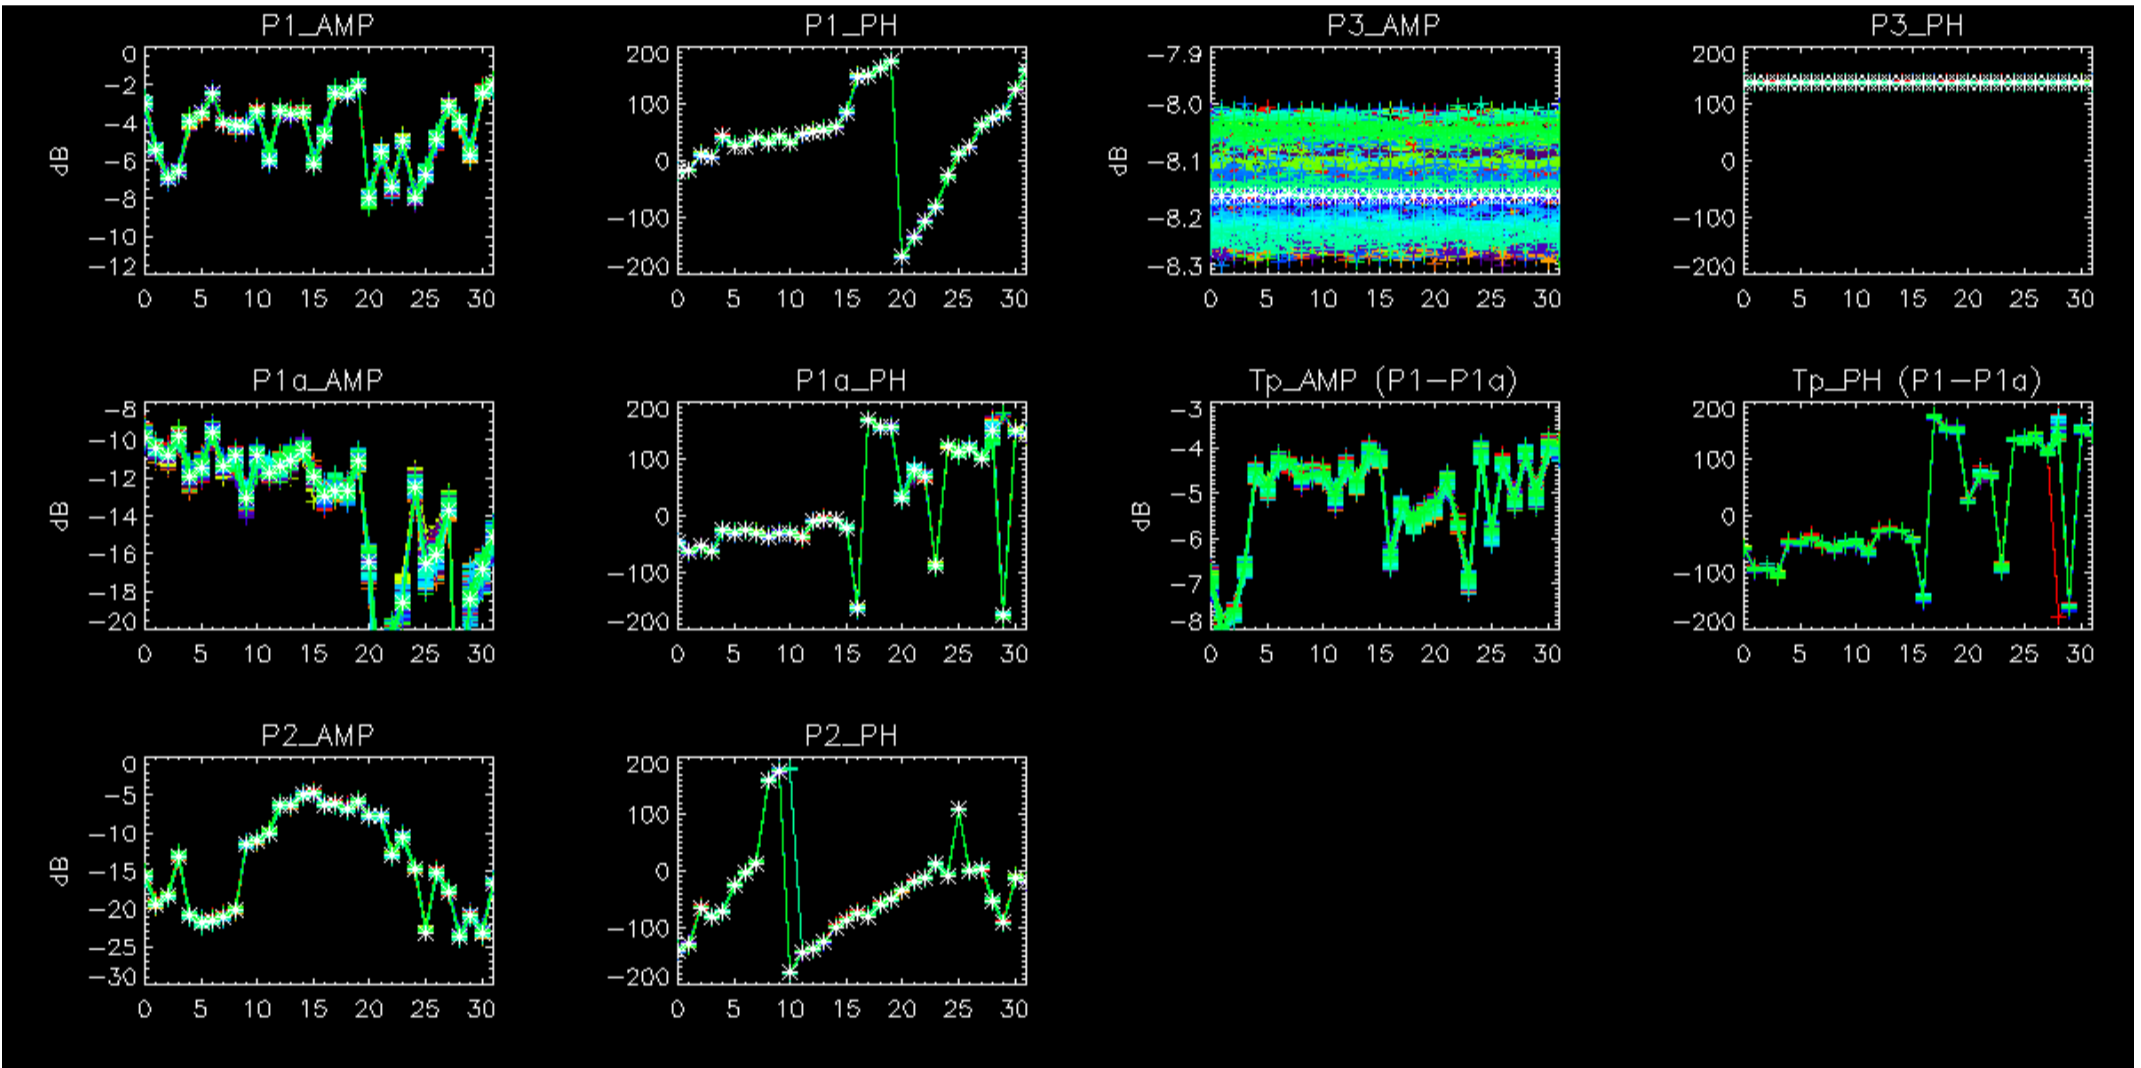 P1_AMP
0
−2
−4
−6
−8
−10
−12
dB
0 5 10 15 20 25 30
P1_PH
200
100
0
−100
−200
0 5 10 15 20 25 30
P3_AMP
−7.9
−8.0
−8.1
−8.2
−8.3
dB
0 5 10 15 20 25 30
P3_PH
200
100
0
−100
−200
0 5 10 15 20 25 30
P1a_AMP
−8
−10
−12
−14
−16
−18
−20
dB
0 5 10 15 20 25 30
P1a_PH
200
100
0
−100
−200
0 5 10 15 20 25 30
Tp_AMP (P1−P1a)
−3
−4
−5
−6
−7
−8
dB
0 5 10 15 20 25 30
Tp_PH (P1−P1a)
200
100
0
−100
−200
0 5 10 15 20 25 30
P2_AMP
0
−5
−10
−15
−20
−25
−30
dB
0 5 10 15 20 25 30
P2_PH
200
100
0
−100
−200
0 5 10 15 20 25 30